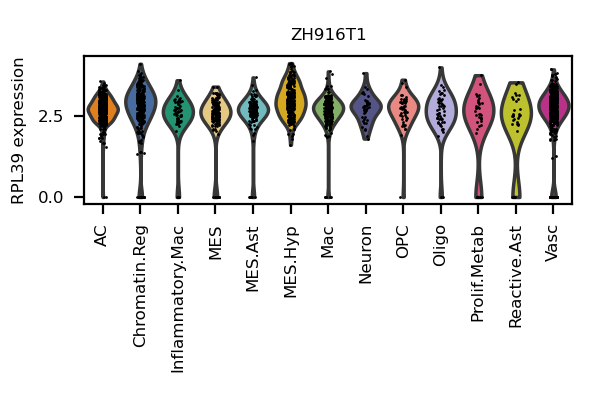 ZH916T1
RPL39 expression
2.5
0.0
AC
Chromatin.Reg
Inflammatory.Mac
MES
MES.Ast
MES.Hyp
Mac
Neuron
OPC
Oligo
Prolif.Metab
Reactive.Ast
Vasc